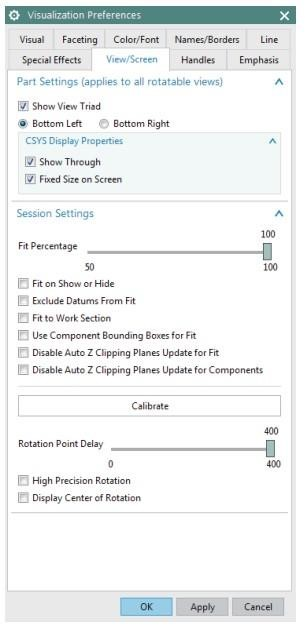 Visualization Preferences
Visual Faceting Color/Font Names/Borders Line
Special Effects View/Screen Handles Emphasis
Part Settings (applies to all rotatable views)
Show View Triad
Bottom Left Bottom Right
CSYS Display Properties
Show Through
Fixed Size on Screen
Session Settings
100
Fit Percentage
50 100
Fit on Show or Hide
Exclude Datums From Fit
Fit to Work Section
Use Component Bounding Boxes for Fit
Disable Auto Z Clipping Planes Update for Fit
Disable Auto Z Clipping Planes Update for Components
Calibrate
400
Rotation Point Delay
0 400
High Precision Rotation
Display Center of Rotation
OK Apply Cancel